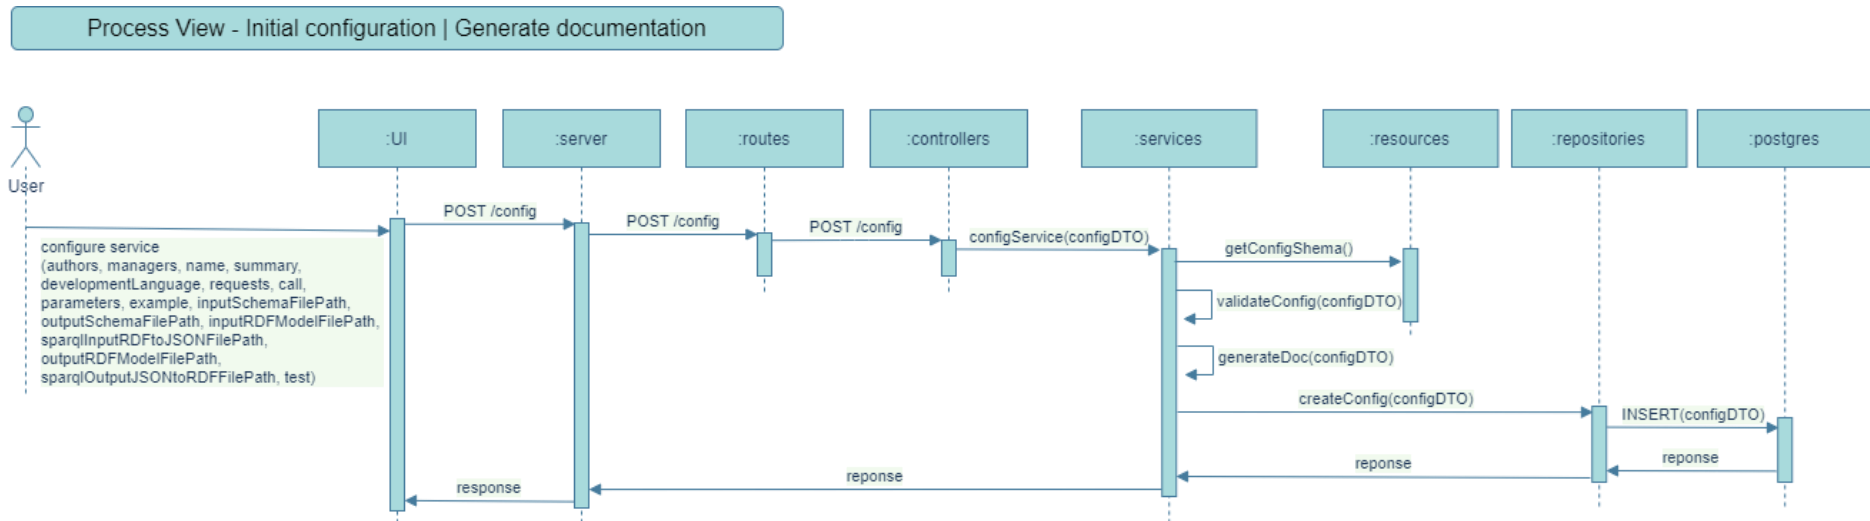 Process View - Initial configuration | Generate documentation
User
:UI
:server
:routes
:controllers
:services
:resources
:repositories
:postgres
configure service
(authors, managers, name, summary,
developmentLanguage, requests, call,
parameters, example, inputSchemaFilePath,
outputSchemaFilePath, inputRDFModelFilePath,
sparqlInputRDFtoJSONFilePath,
outputRDFModelFilePath,
sparqlOutputJSONtoRDFFilePath, test)
POST /config
POST /config
POST /config
configService(configDTO)
getConfigShema()
validateConfig(configDTO)
generateDoc(configDTO)
createConfig(configDTO)
INSERT(configDTO)
reponse
reponse
reponse
response